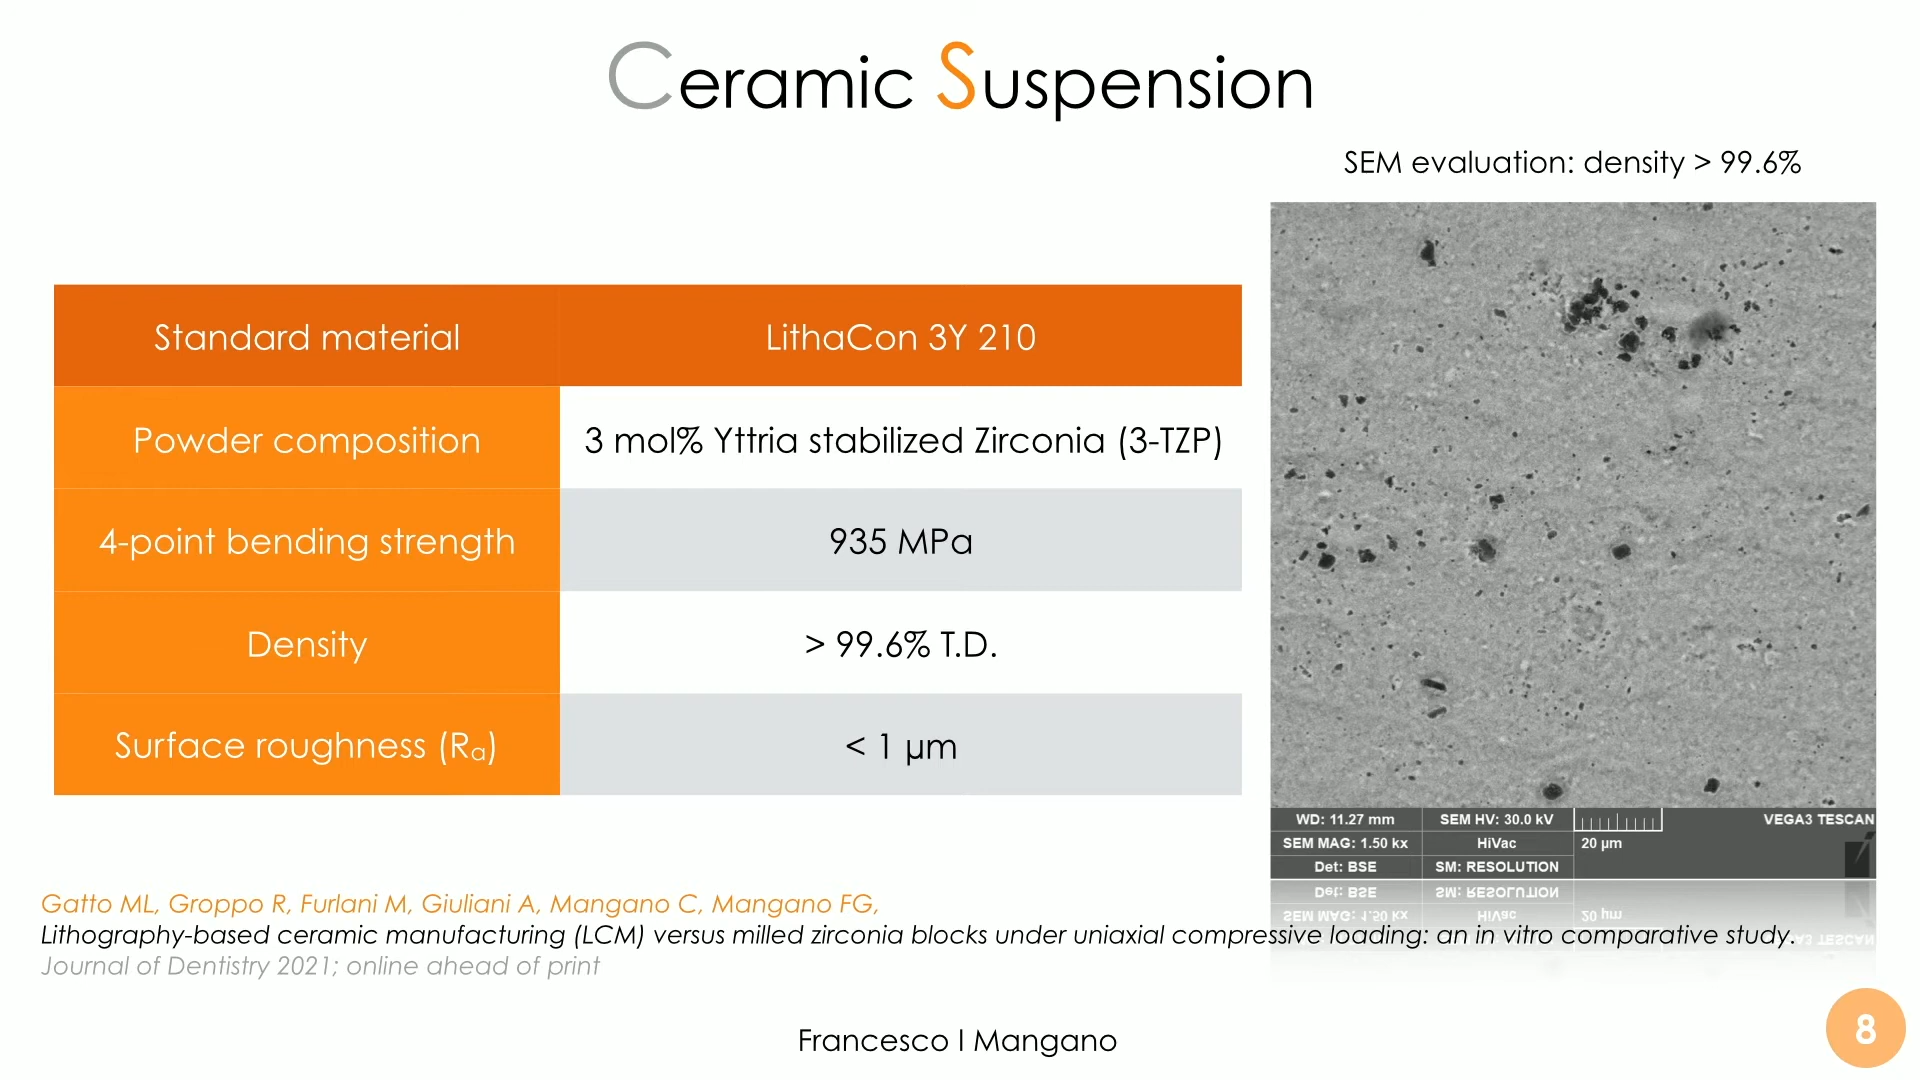 Ceramic Suspension
SEM evaluation: density > 99.6%
Standard material
LithaCon 3Y 210
Powder composition
3 mol% Yttria stabilized Zirconia (3-TZP)
4-point bending strength
935 MPa
Density
> 99.6% T.D.
Surface roughness (Ra)
< 1 µm
WD: 11.27 mm
SEM HV: 30.0 kV
VEGA3 TESCAN
SEM MAG: 1.50 kx
HiVac
20 µm
Det: BSE
SM: RESOLUTION
Gatto ML, Groppo R, Furlani M, Giuliani A, Mangano C, Mangano FG,
Lithography-based ceramic manufacturing (LCM) versus milled zirconia blocks under uniaxial compressive loading: an in vitro comparative study.
Journal of Dentistry 2021; online ahead of print
Francesco I Mangano
8